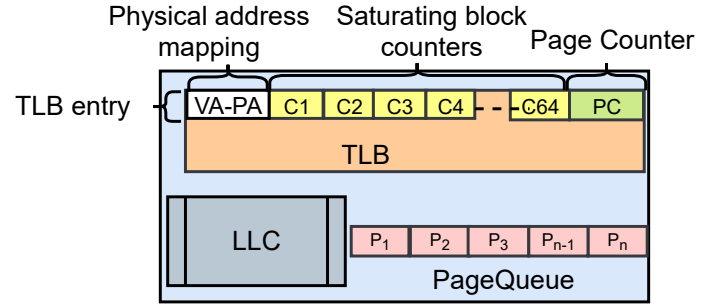 Physical address mapping
Saturating block counters
Page Counter
TLB entry
VA-PA C1 C2 C3 C4 C64 PC
TLB
LLC
P1 P2 P3 Pn-1 Pn
PageQueue